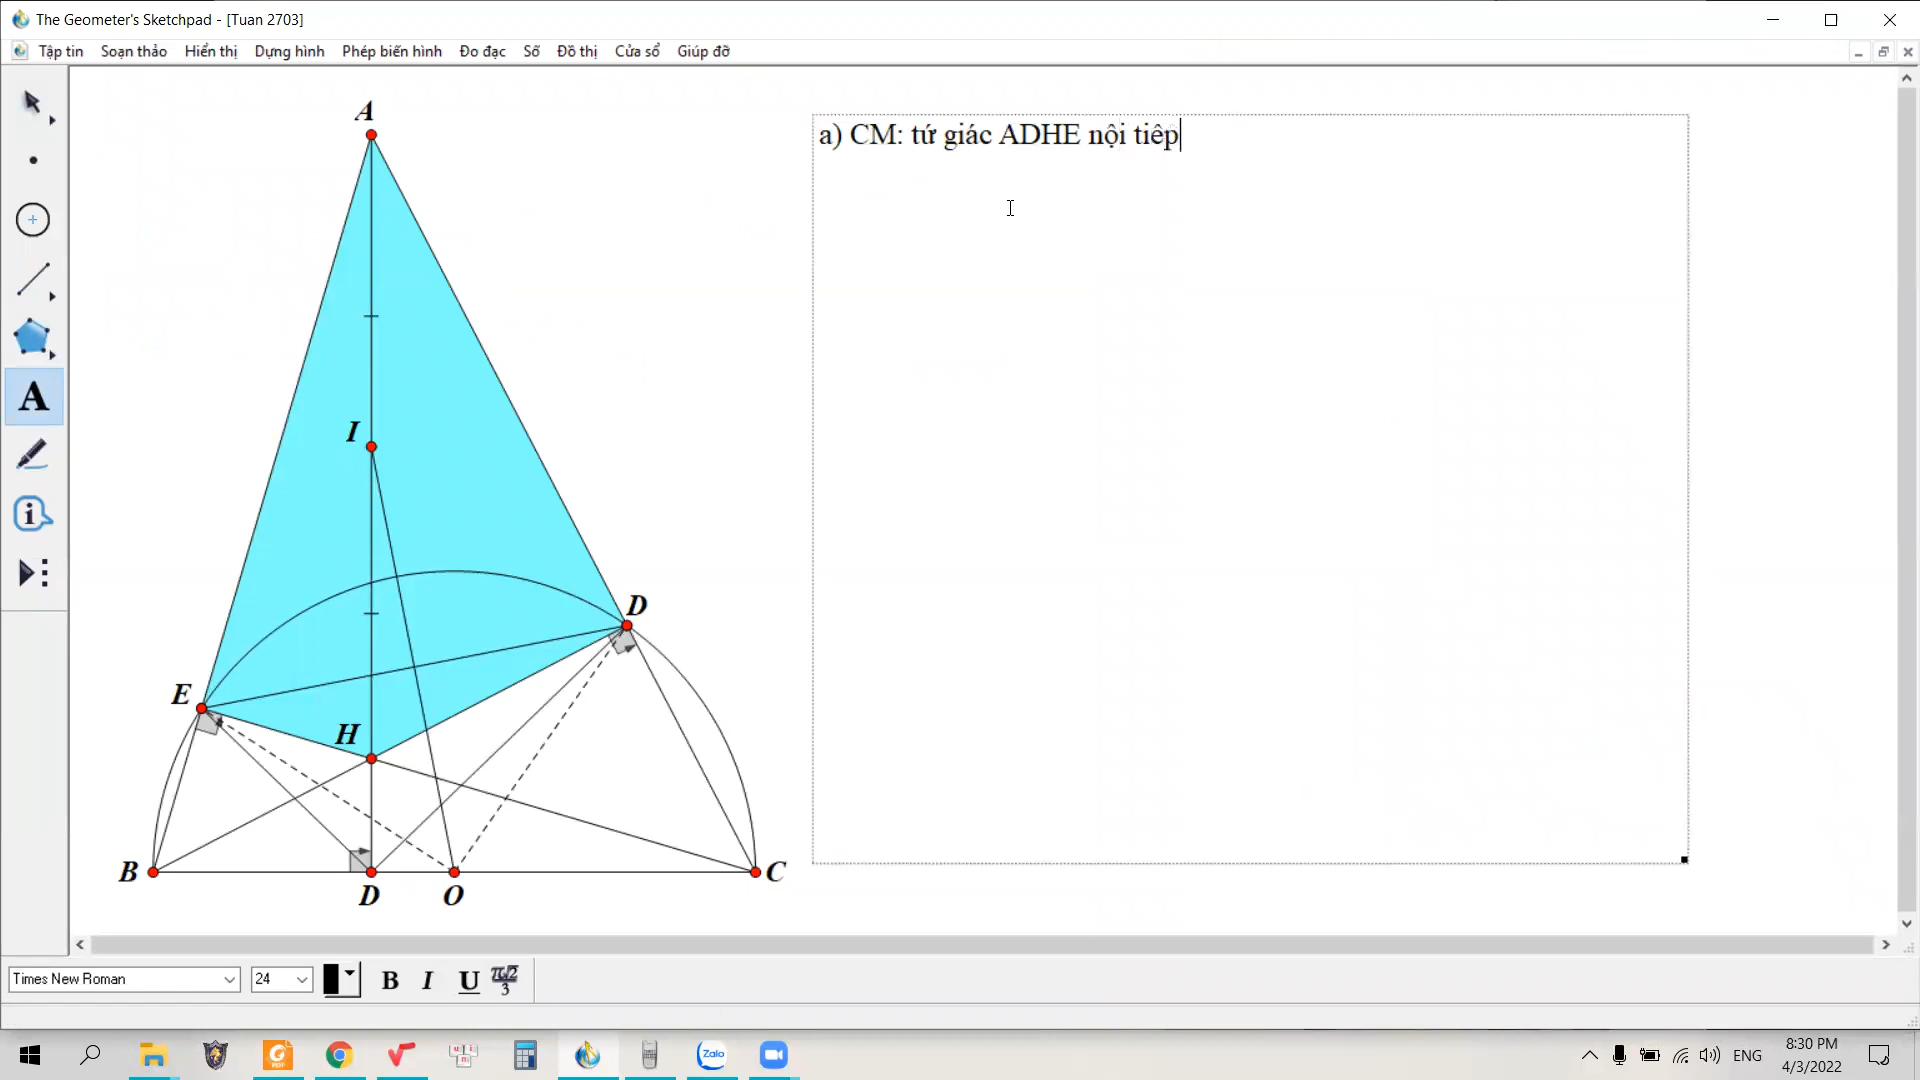 The Geometer's Sketchpad - [Tuan 2703]
Tập tin Soạn thảo Hiển thị Dựng hình Phép biến hình Đo đạc Số Đồ thị Cửa sổ Giúp đỡ
A
a) CM: tứ giác ADHE nội tiêp
I
D
E
H
B
D
O
C
A
i
Times New Roman 24 B I U
Zalo
ENG
8:30 PM
4/3/2022